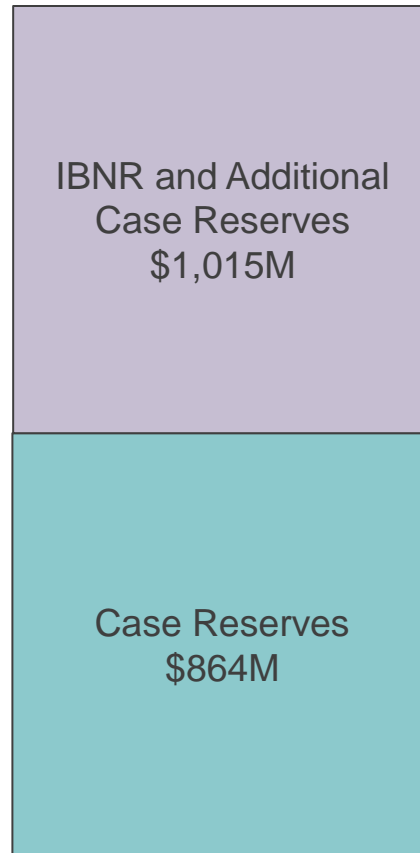 IBNR and Additional
Case Reserves
$1,015M
Case Reserves
$864M